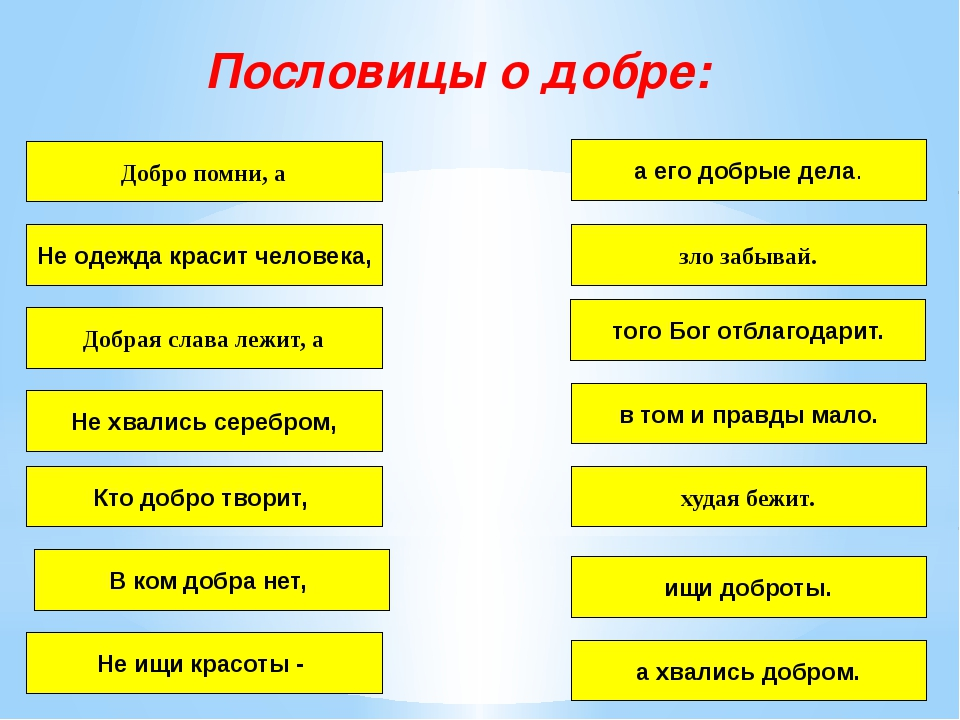 Пословицы о добре:
Добро помни, а
а его добрые дела.
Не одежда красит человека,
зло забывай.
Добрая слава лежит, а
того Бог отблагодарит.
Не хвались серебром,
в том и правды мало.
Кто добро творит,
худая бежит.
В ком добра нет,
ищи доброты.
Не ищи красоты -
а хвались добром.